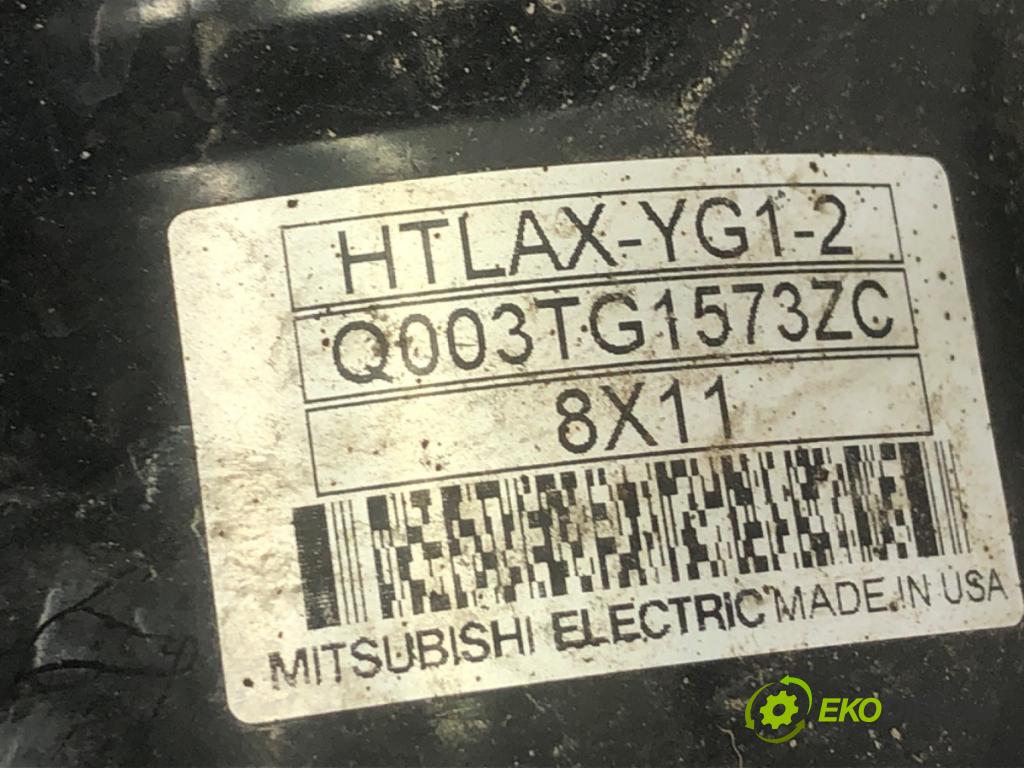 HTLAX-YG1-2
Q003TG1573ZC
8X11
MITSUBISHI ELECTRIC MADE IN USA
EKO